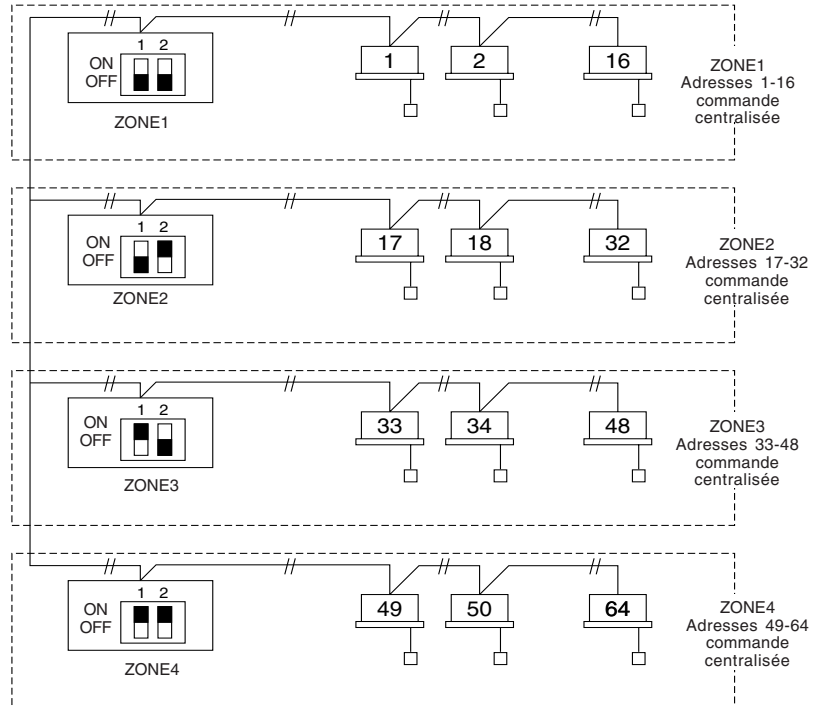 1 2
ON
OFF
ZONE1
1 2 16
ZONE1
Adresses 1-16
commande
centralisée
1 2
ON
OFF
ZONE2
17 18 32
ZONE2
Adresses 17-32
commande
centralisée
1 2
ON
OFF
ZONE3
33 34 48
ZONE3
Adresses 33-48
commande
centralisée
1 2
ON
OFF
ZONE4
49 50 64
ZONE4
Adresses 49-64
commande
centralisée